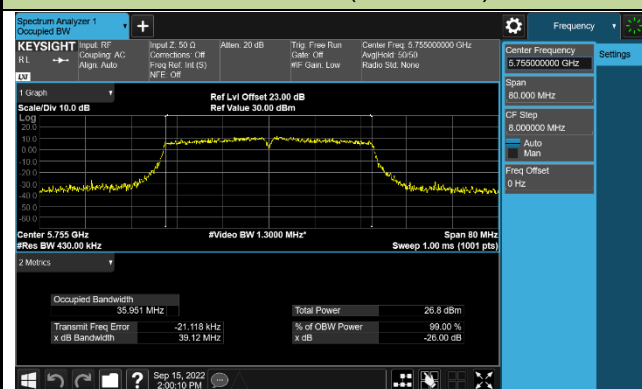 Spectrum Analyzer 1
Occupied BW
Frequency
KEYSIGHT
Input: RF
Coupling: AC
Align: Auto
Input Z: 50 Ω
Corrections: Off
Freq Ref: Int (S)
NFE: Off
Atten: 20 dB
Trig: Free Run
Gate: Off
#IF Gain: Low
Center Freq: 5.755000000 GHz
Avg|Hold: 50/50
Radio Std: None
RL
LXI
Center Frequency
5.755000000 GHz
Settings
Span
80.000 MHz
CF Step
8.000000 MHz
Auto
Man
Freq Offset
0 Hz
1 Graph
Scale/Div 10.0 dB
Ref Lvl Offset 23.00 dB
Ref Value 30.00 dBm
Log
20.0
10.0
0.00
-10.0
-20.0
-30.0
-40.0
-50.0
-60.0
Center 5.755 GHz
#Res BW 430.00 kHz
#Video BW 1.3000 MHz*
Span 80 MHz
Sweep 1.00 ms (1001 pts)
2 Metrics
Occupied Bandwidth
35.951 MHz
Total Power
26.8 dBm
Transmit Freq Error
-21.118 kHz
% of OBW Power
99.00 %
x dB Bandwidth
39.12 MHz
x dB
-26.00 dB
?
Sep 15, 2022
2:00:10 PM